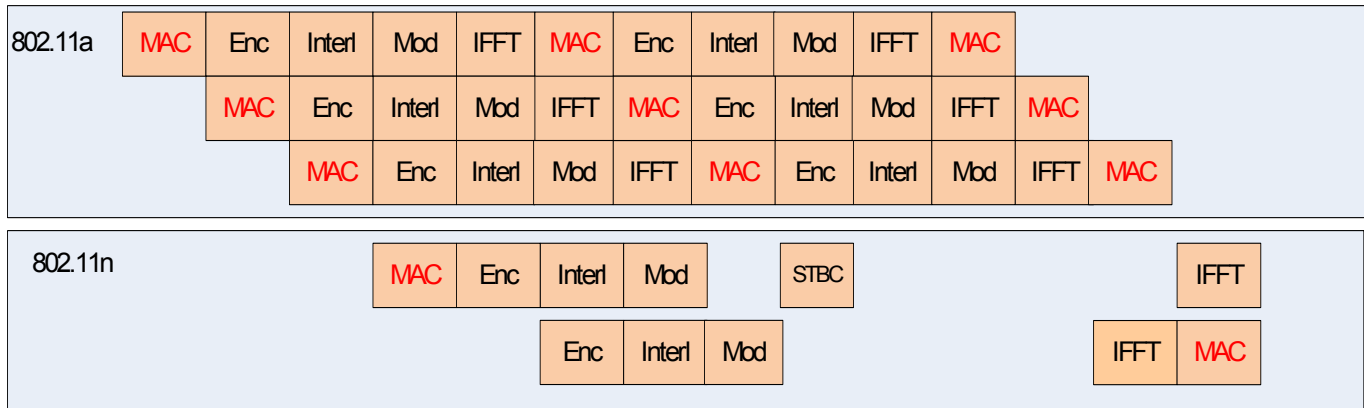 802.11a MAC Enc Interl Mod IFFT MAC Enc Interl Mod IFFT MAC
MAC Enc Interl Mod IFFT MAC Enc Interl Mod IFFT MAC
MAC Enc Interl Mod IFFT MAC Enc Interl Mod IFFT MAC
802.11n MAC Enc Interl Mod STBC IFFT
Enc Interl Mod IFFT MAC